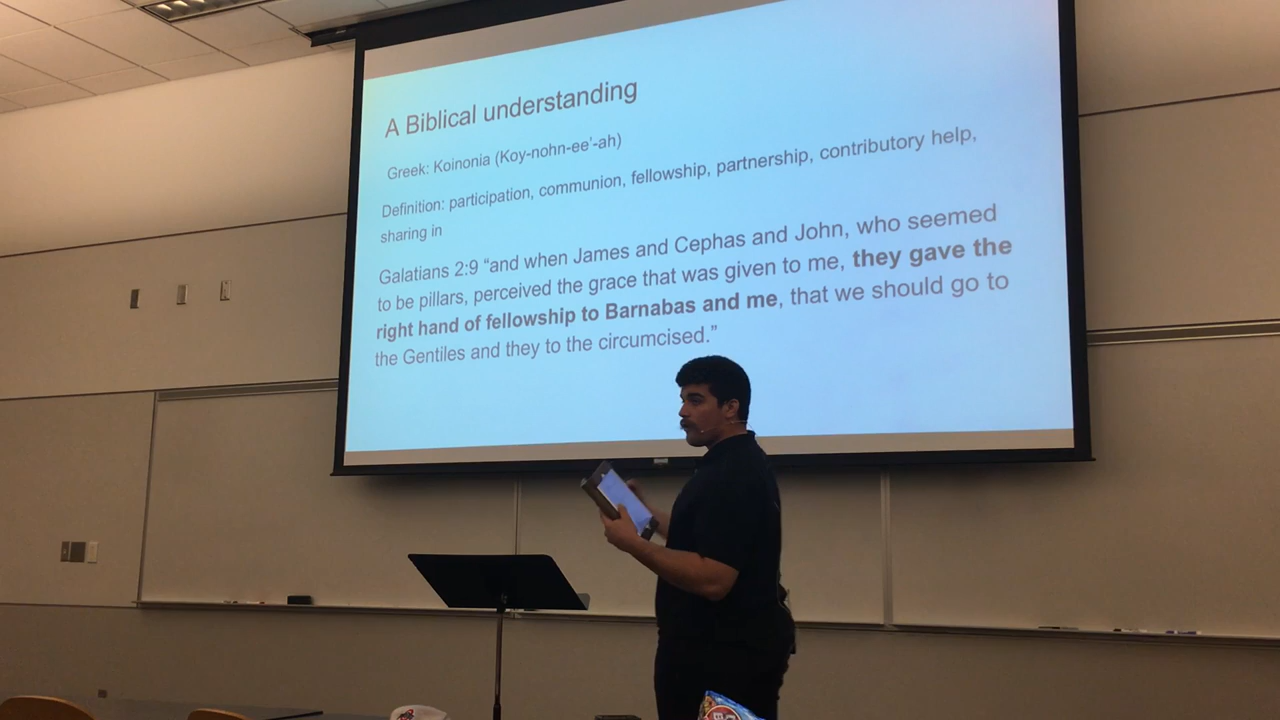 A Biblical understanding
Greek: Koinonia (Koy-nohn-ee’-ah)
Definition: participation, communion, fellowship, partnership, contributory help,
sharing in
Galatians 2:9 “and when James and Cephas and John, who seemed
to be pillars, perceived the grace that was given to me, they gave the
right hand of fellowship to Barnabas and me, that we should go to
the Gentiles and they to the circumcised.”